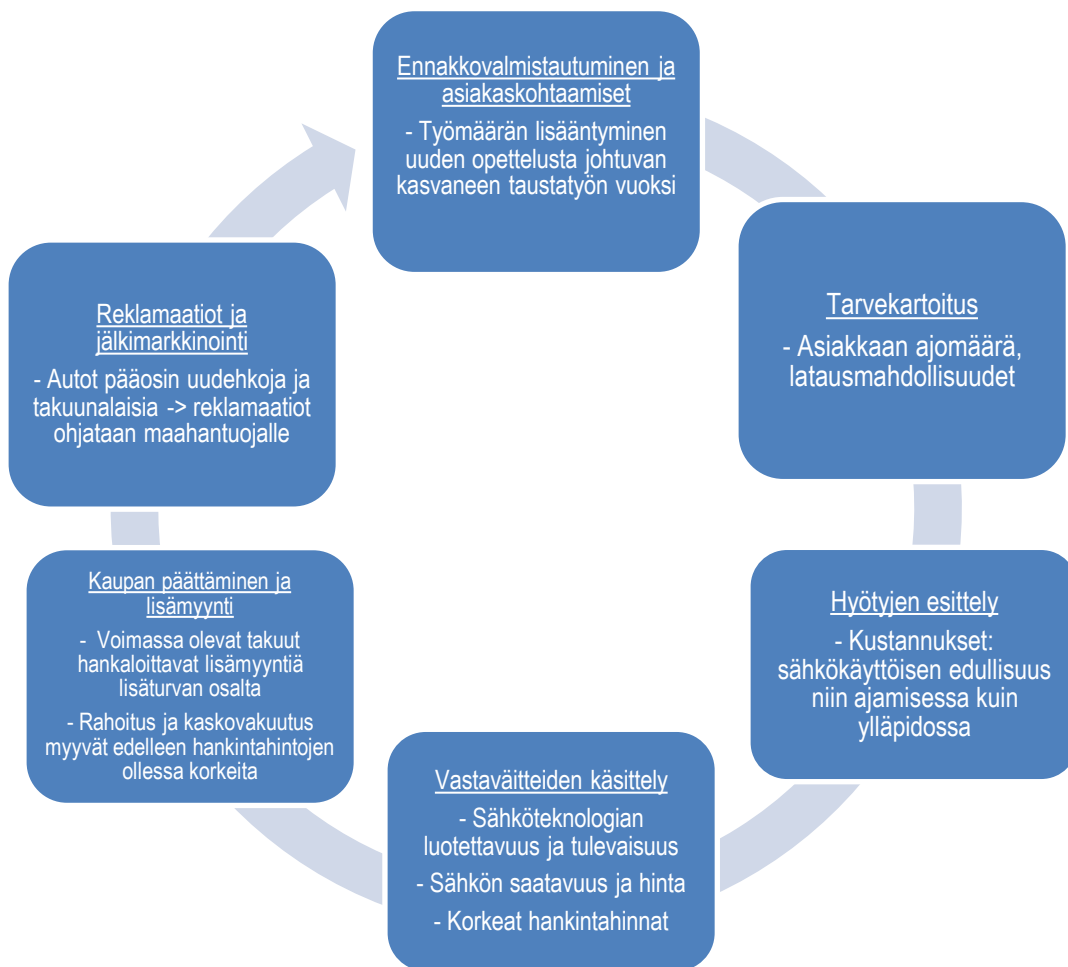 Ennakkovalmistautuminen ja
asiakaskohtaamiset
- Työmäärän lisääntyminen
uuden opettelusta johtuvan
kasvaneen taustatyön vuoksi
Tarvekartoitus
- Asiakkaan ajomäärä,
latausmahdollisuudet
Hyötyjen esittely
- Kustannukset:
sähkökäyttöisen edullisuus
niin ajamisessa kuin
ylläpidossa
Vastaväitteiden käsittely
- Sähköteknologian
luotettavuus ja tulevaisuus
- Sähkön saatavuus ja hinta
- Korkeat hankintahinnat
Kaupan päättäminen ja
lisämyynti
- Voimassa olevat takuut
hankaloittavat lisämyyntiä
lisäturvan osalta
- Rahoitus ja kaskovakuutus
myyvät edelleen hankintahintojen
ollessa korkeita
Reklamaatiot ja
jälkimarkkinointi
- Autot pääosin uudehkoja ja
takuunalaisia -> reklamaatiot
ohjataan maahantuojalle